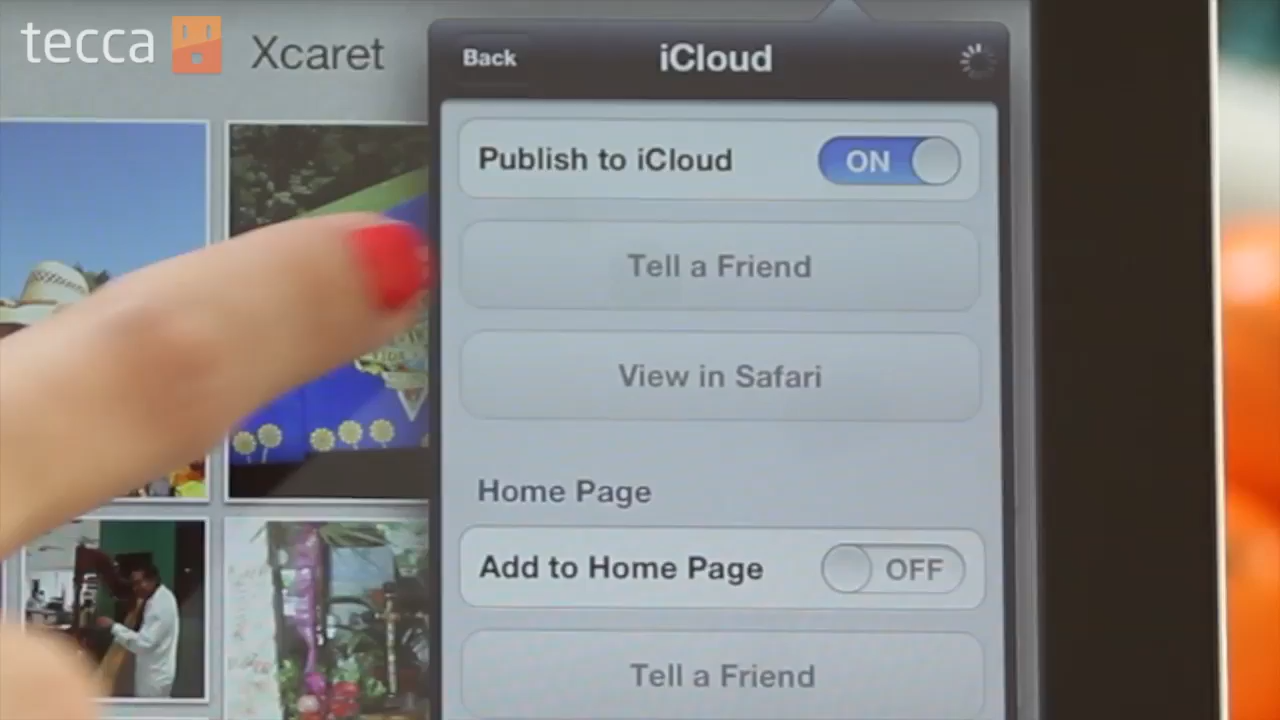 tecca
Xcaret
Back
iCloud
Publish to iCloud
ON
Tell a Friend
View in Safari
Home Page
Add to Home Page
OFF
Tell a Friend